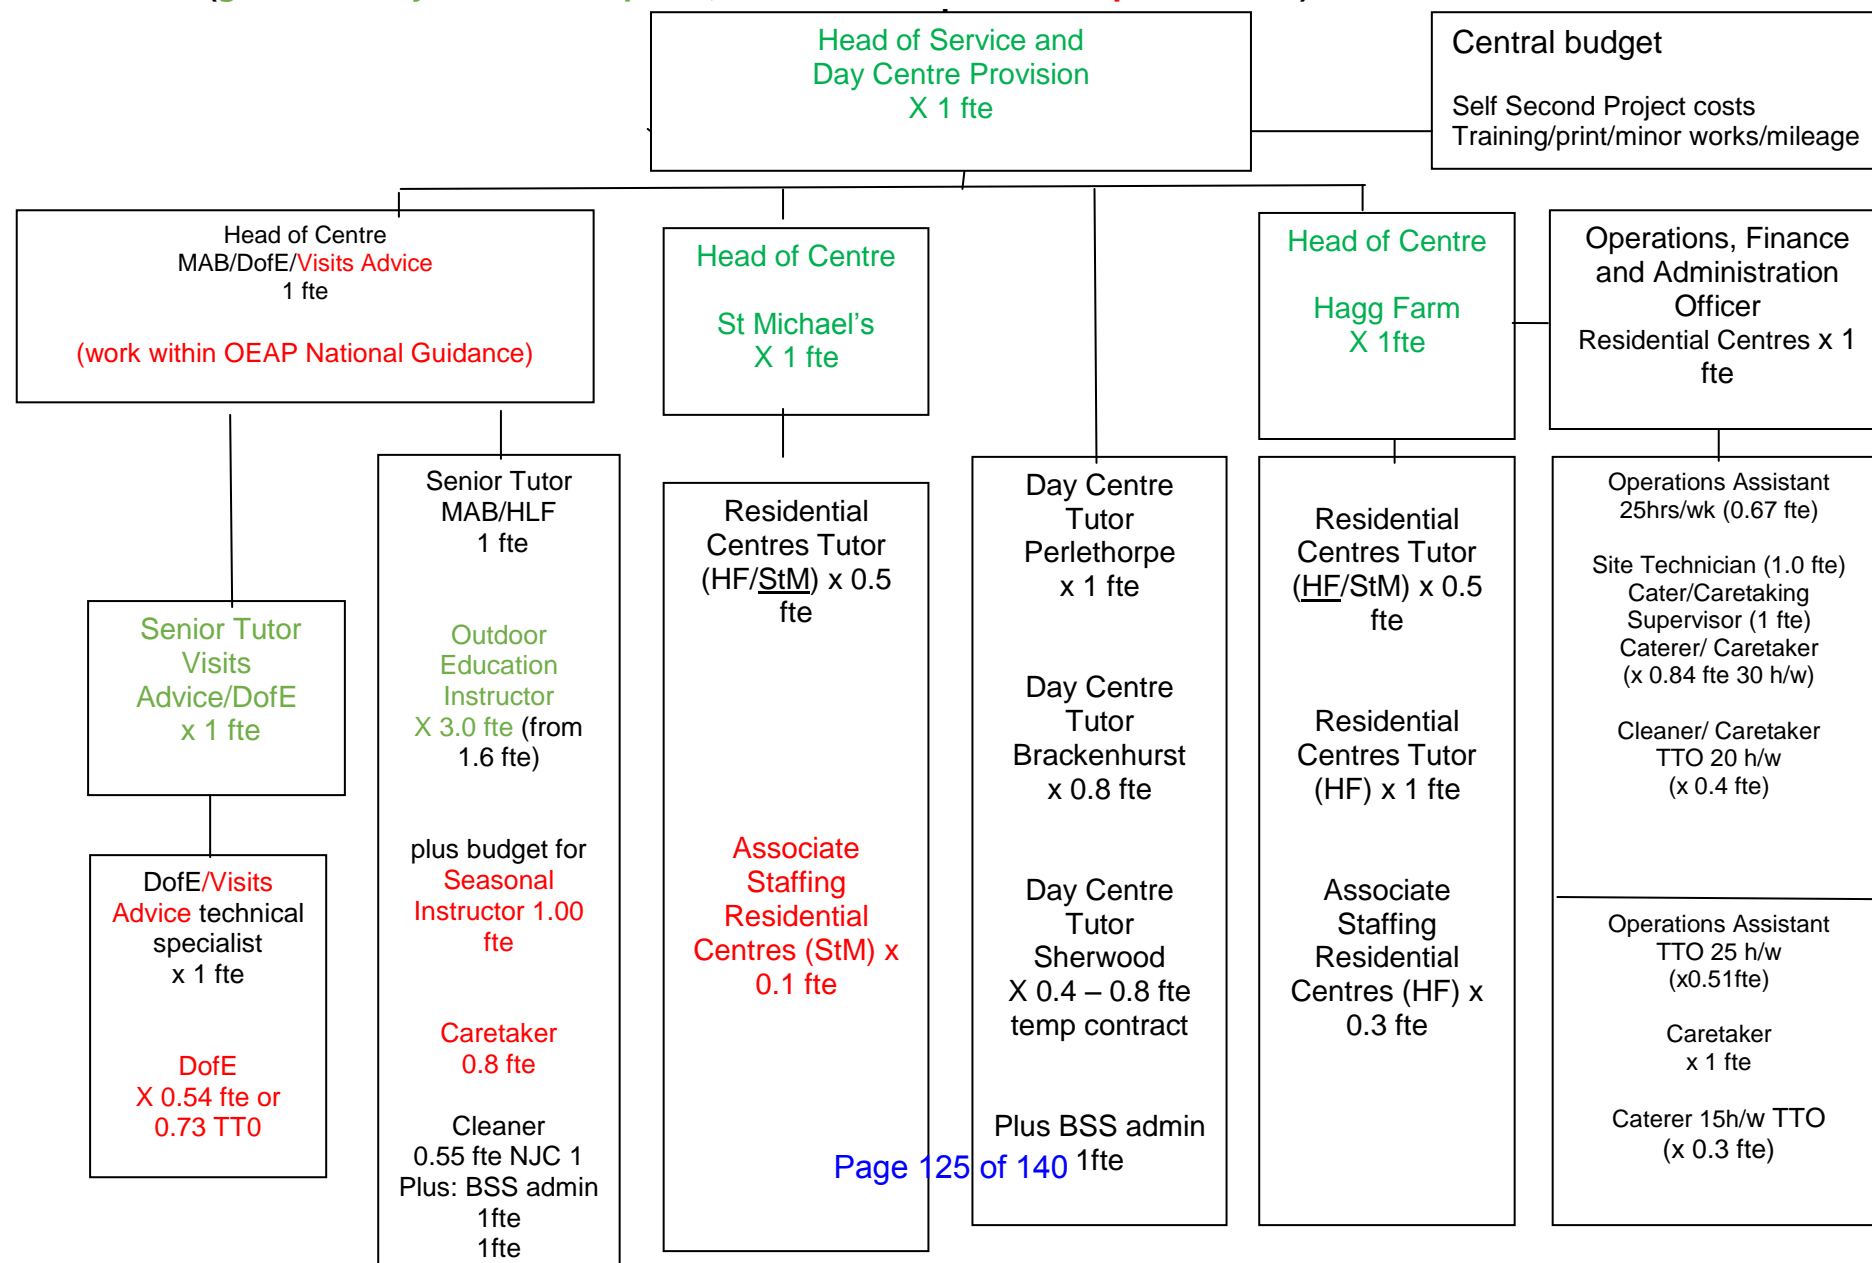 Head of Service and
Day Centre Provision
X 1 fte
Central budget
Self Second Project costs
Training/print/minor works/mileage
Head of Centre
MAB/DofE/Visits Advice
1 fte
(work within OEAP National Guidance)
Head of Centre
St Michael’s
X 1 fte
Head of Centre
Hagg Farm
X 1fte
Operations, Finance
and Administration
Officer
Residential Centres x 1
fte
Senior Tutor
Visits
Advice/DofE
x 1 fte
DofE/Visits
Advice technical
specialist
x 1 fte
DofE
X 0.54 fte or
0.73 TT0
Senior Tutor
MAB/HLF
1 fte
Outdoor
Education
Instructor
X 3.0 fte (from
1.6 fte)
plus budget for
Seasonal
Instructor 1.00
fte
Caretaker
0.8 fte
Cleaner
0.55 fte NJC 1
Plus: BSS admin
1fte
1fte
Residential
Centres Tutor
(HF/StM) x 0.5
fte
Associate
Staffing
Residential
Centres (StM) x
0.1 fte
Day Centre
Tutor
Perlethorpe
x 1 fte
Day Centre
Tutor
Brackenhurst
x 0.8 fte
Day Centre
Tutor
Sherwood
X 0.4 – 0.8 fte
temp contract
Plus BSS admin
1fte
Residential
Centres Tutor
(HF/StM) x 0.5
fte
Residential
Centres Tutor
(HF) x 1 fte
Associate
Staffing
Residential
Centres (HF) x
0.3 fte
Operations Assistant
25hrs/wk (0.67 fte)
Site Technician (1.0 fte)
Cater/Caretaking
Supervisor (1 fte)
Caterer/ Caretaker
(x 0.84 fte 30 h/w)
Cleaner/ Caretaker
TTO 20 h/w
(x 0.4 fte)
Operations Assistant
TTO 25 h/w
(x0.51fte)
Caretaker
x 1 fte
Caterer 15h/w TTO
(x 0.3 fte)
Page 125 of 140